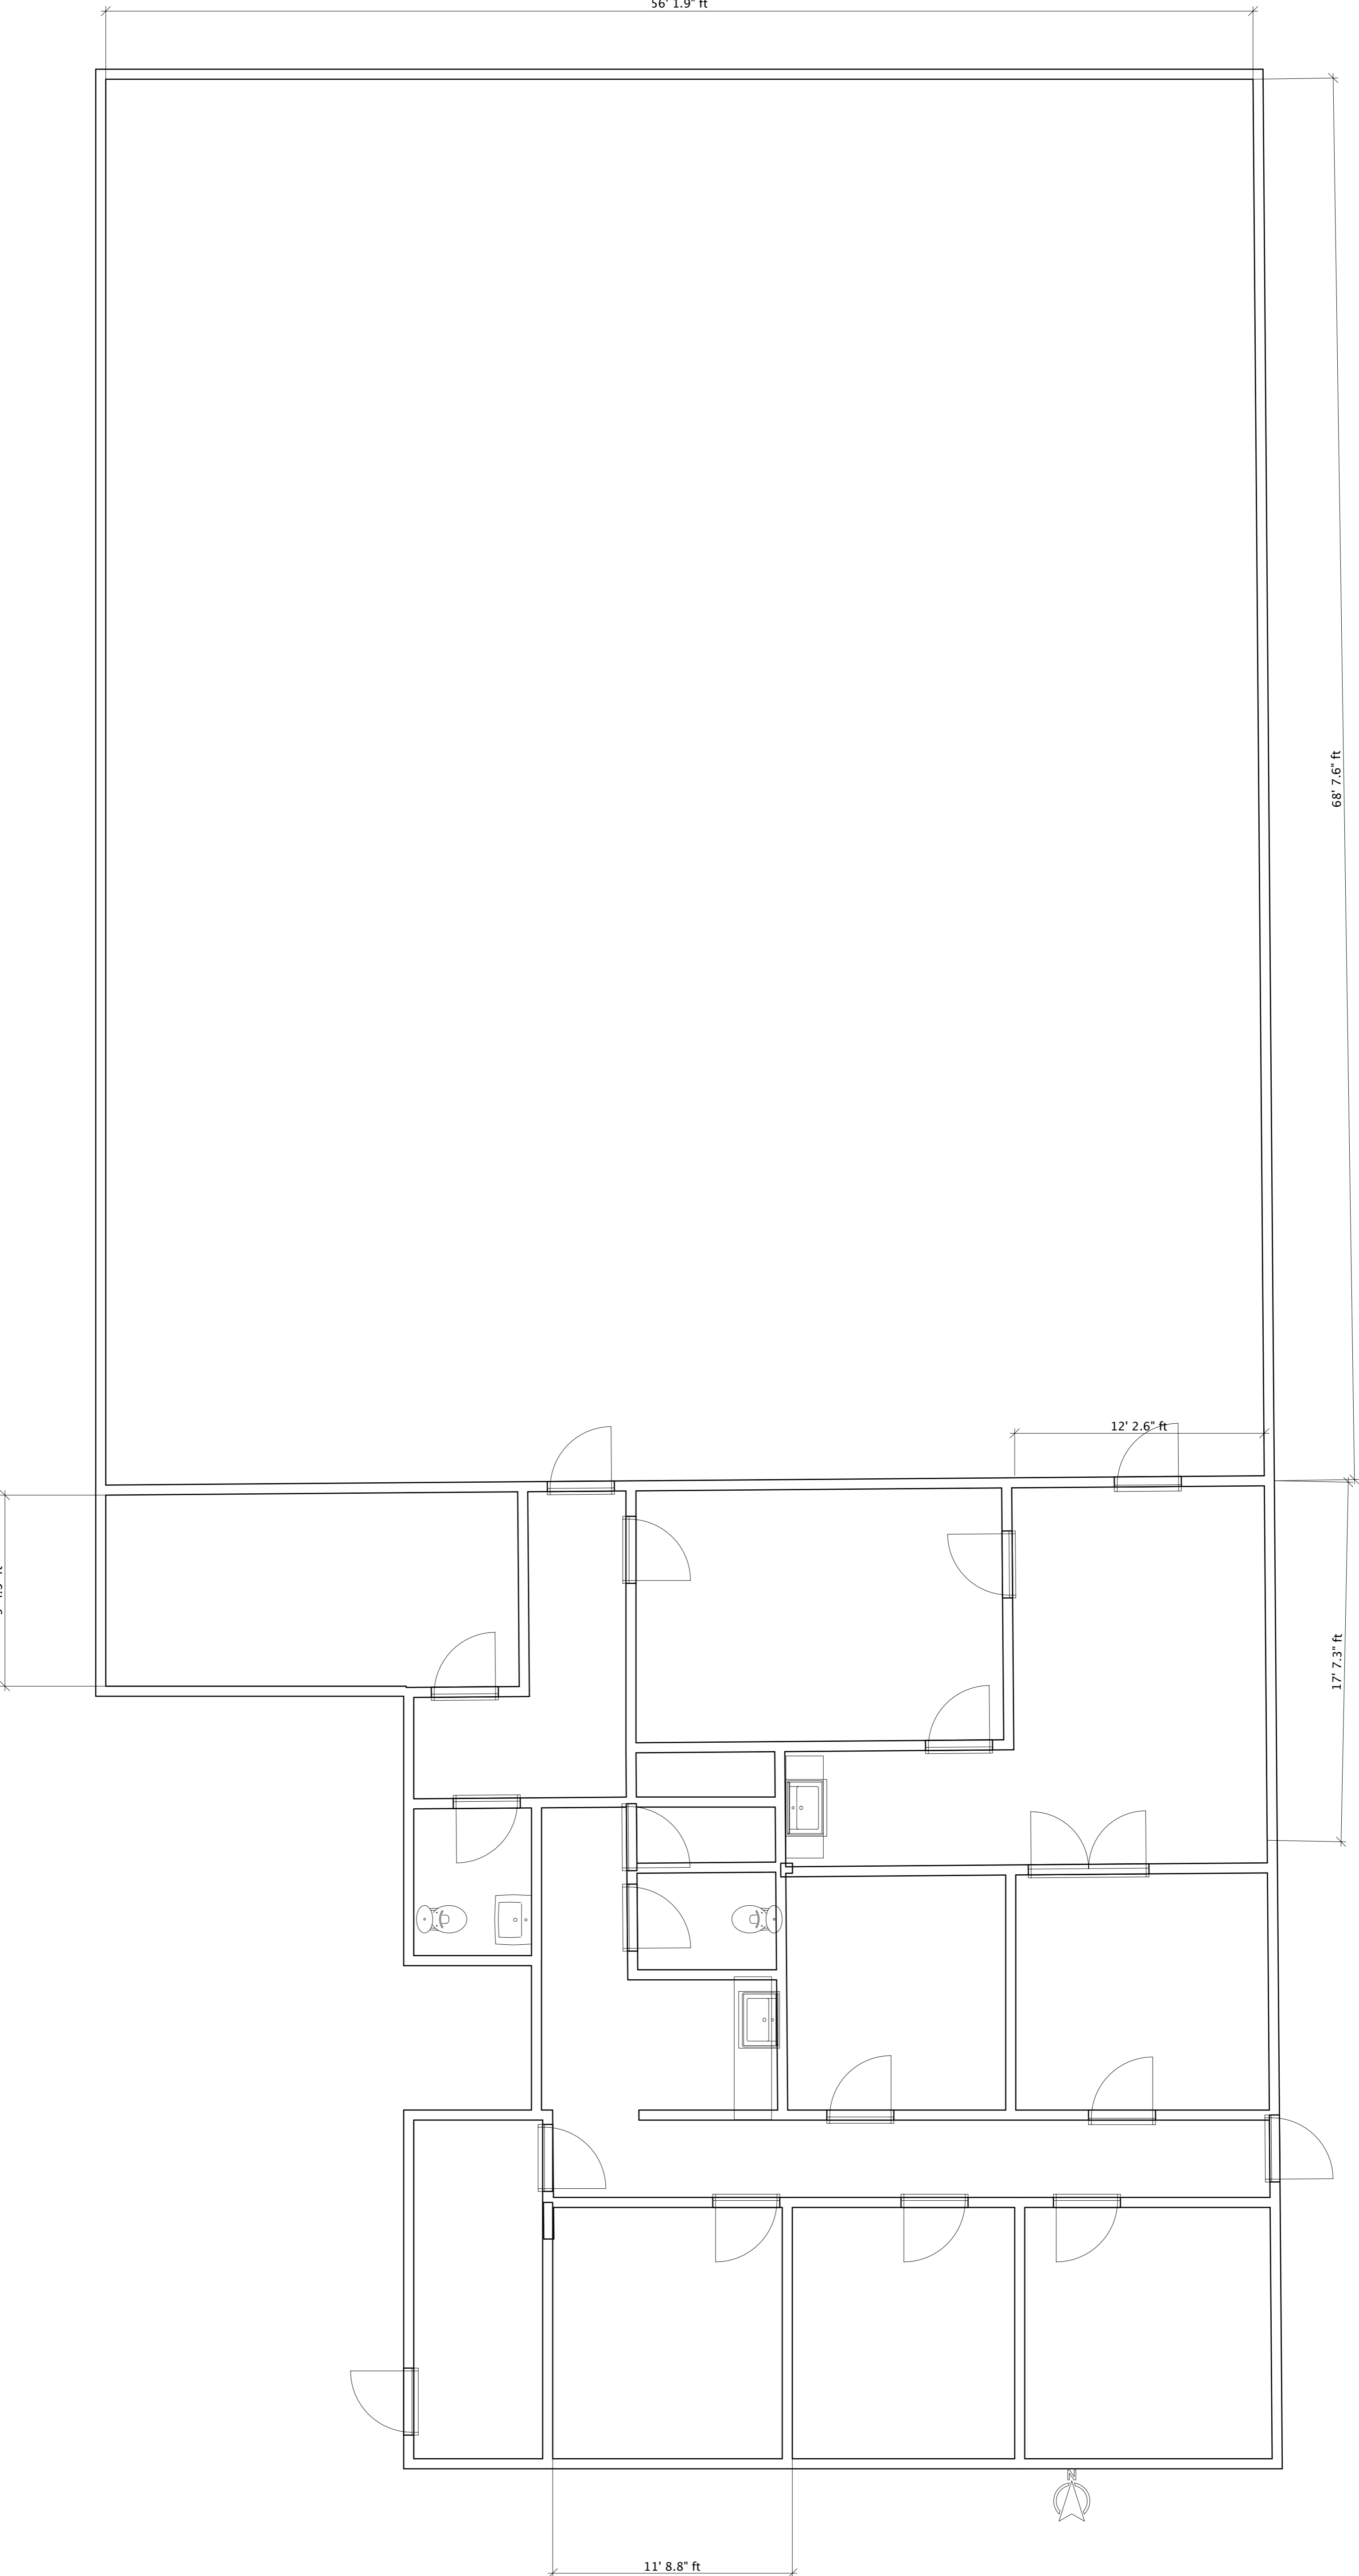 56' 1.9" ft
68' 7.6" ft
12' 2.6" ft
17' 7.3" ft
N
11' 8.8" ft